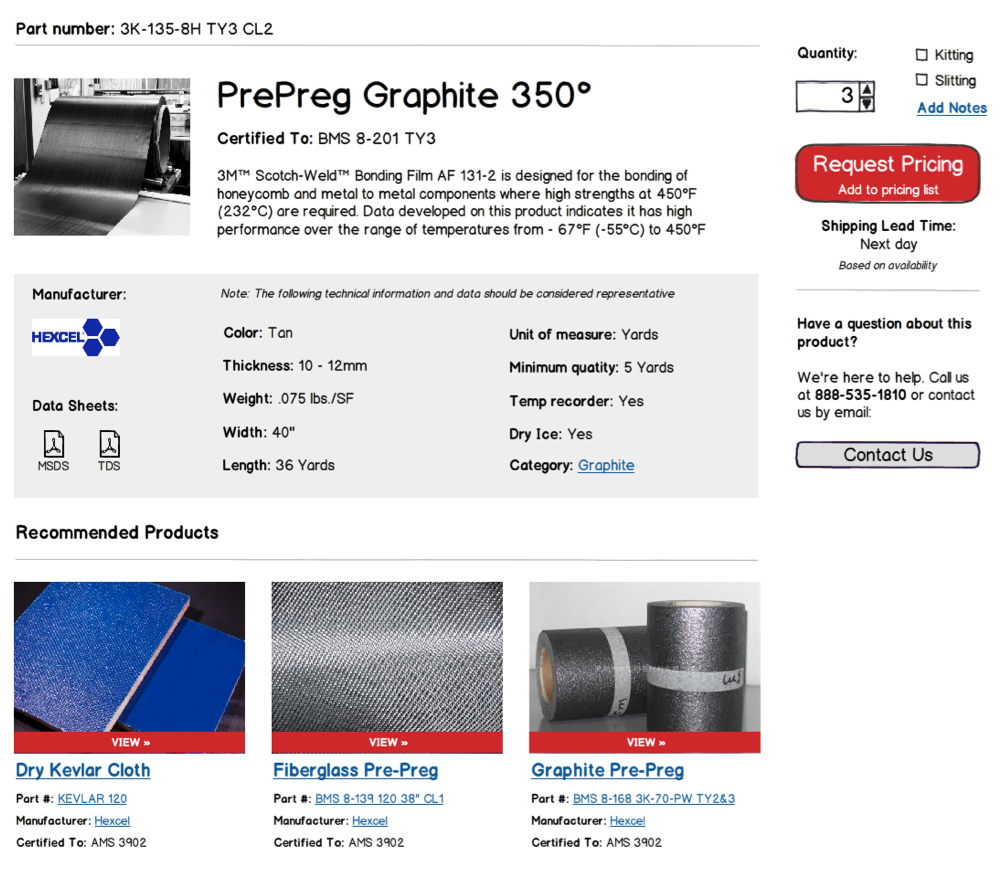 Part number: 3K-135-8H TY3 CL2
PrePreg Graphite 350°
Certified To: BMS 8-201 TY3
3M™ Scotch-Weld™ Bonding Film AF 131-2 is designed for the bonding of
honeycomb and metal to metal components where high strengths at 450°F
(232°C) are required. Data developed on this product indicates it has high
performance over the range of temperatures from - 67°F (-55°C) to 450°F
Quantity:
3
Kitting
Slitting
Add Notes
Request Pricing
Add to pricing list
Shipping Lead Time:
Next day
Based on availability
Have a question about this
product?
We're here to help. Call us
at 888-535-1810 or contact
us by email:
Contact Us
Manufacturer:
HEXCEL
Data Sheets:
MSDS
TDS
Note: The following technical information and data should be considered representative
Color: Tan
Thickness: 10 - 12mm
Weight: .075 lbs./SF
Width: 40"
Length: 36 Yards
Unit of measure: Yards
Minimum quatity: 5 Yards
Temp recorder: Yes
Dry Ice: Yes
Category: Graphite
Recommended Products
VIEW »
Dry Kevlar Cloth
Part #: KEVLAR 120
Manufacturer: Hexcel
Certified To: AMS 3902
VIEW »
Fiberglass Pre-Preg
Part #: BMS 8-139 120 38" CL1
Manufacturer: Hexcel
Certified To: AMS 3902
VIEW »
Graphite Pre-Preg
Part #: BMS 8-168 3K-70-PW TY2&3
Manufacturer: Hexcel
Certified To: AMS 3902